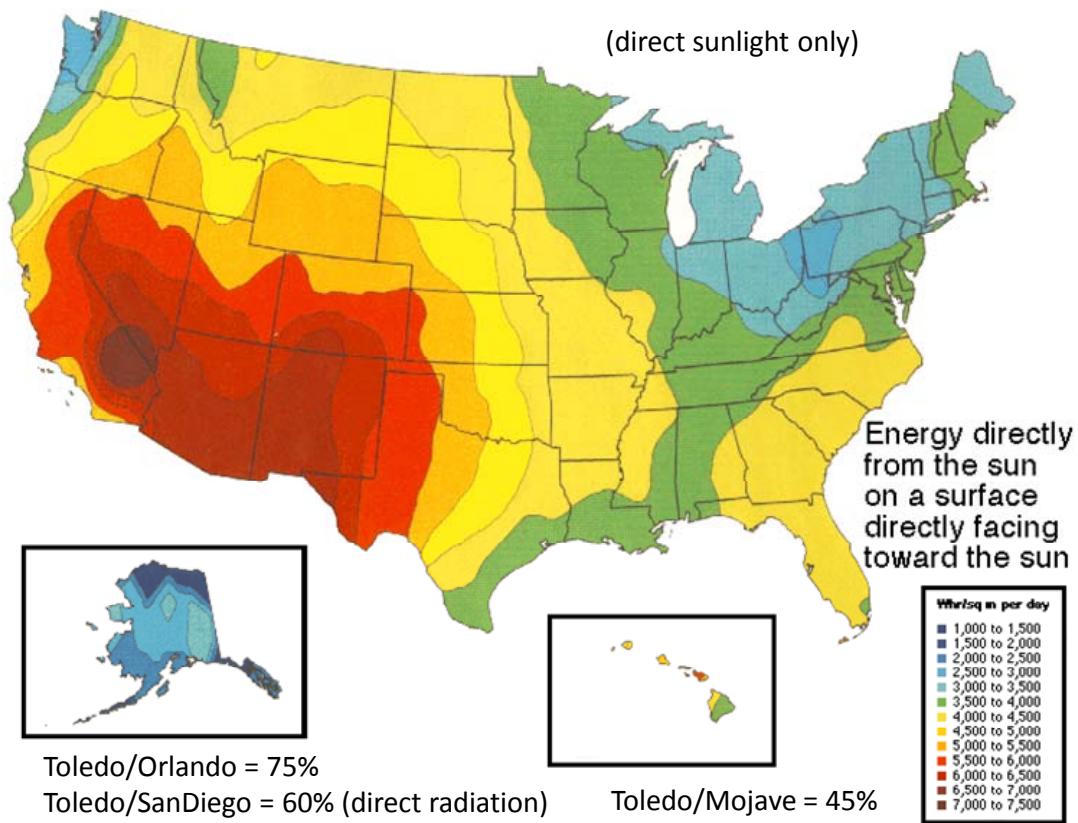 (direct sunlight only)
Energy directly
from the sun
on a surface
directly facing
toward the sun
Whr/sq m per day
1,000 to 1,500
1,500 to 2,000
2,000 to 2,500
2,500 to 3,000
3,000 to 3,500
3,500 to 4,000
4,000 to 4,500
4,500 to 5,000
5,000 to 5,500
5,500 to 6,000
6,000 to 6,500
6,500 to 7,000
7,000 to 7,500
Toledo/Orlando = 75%
Toledo/SanDiego = 60% (direct radiation)
Toledo/Mojave = 45%